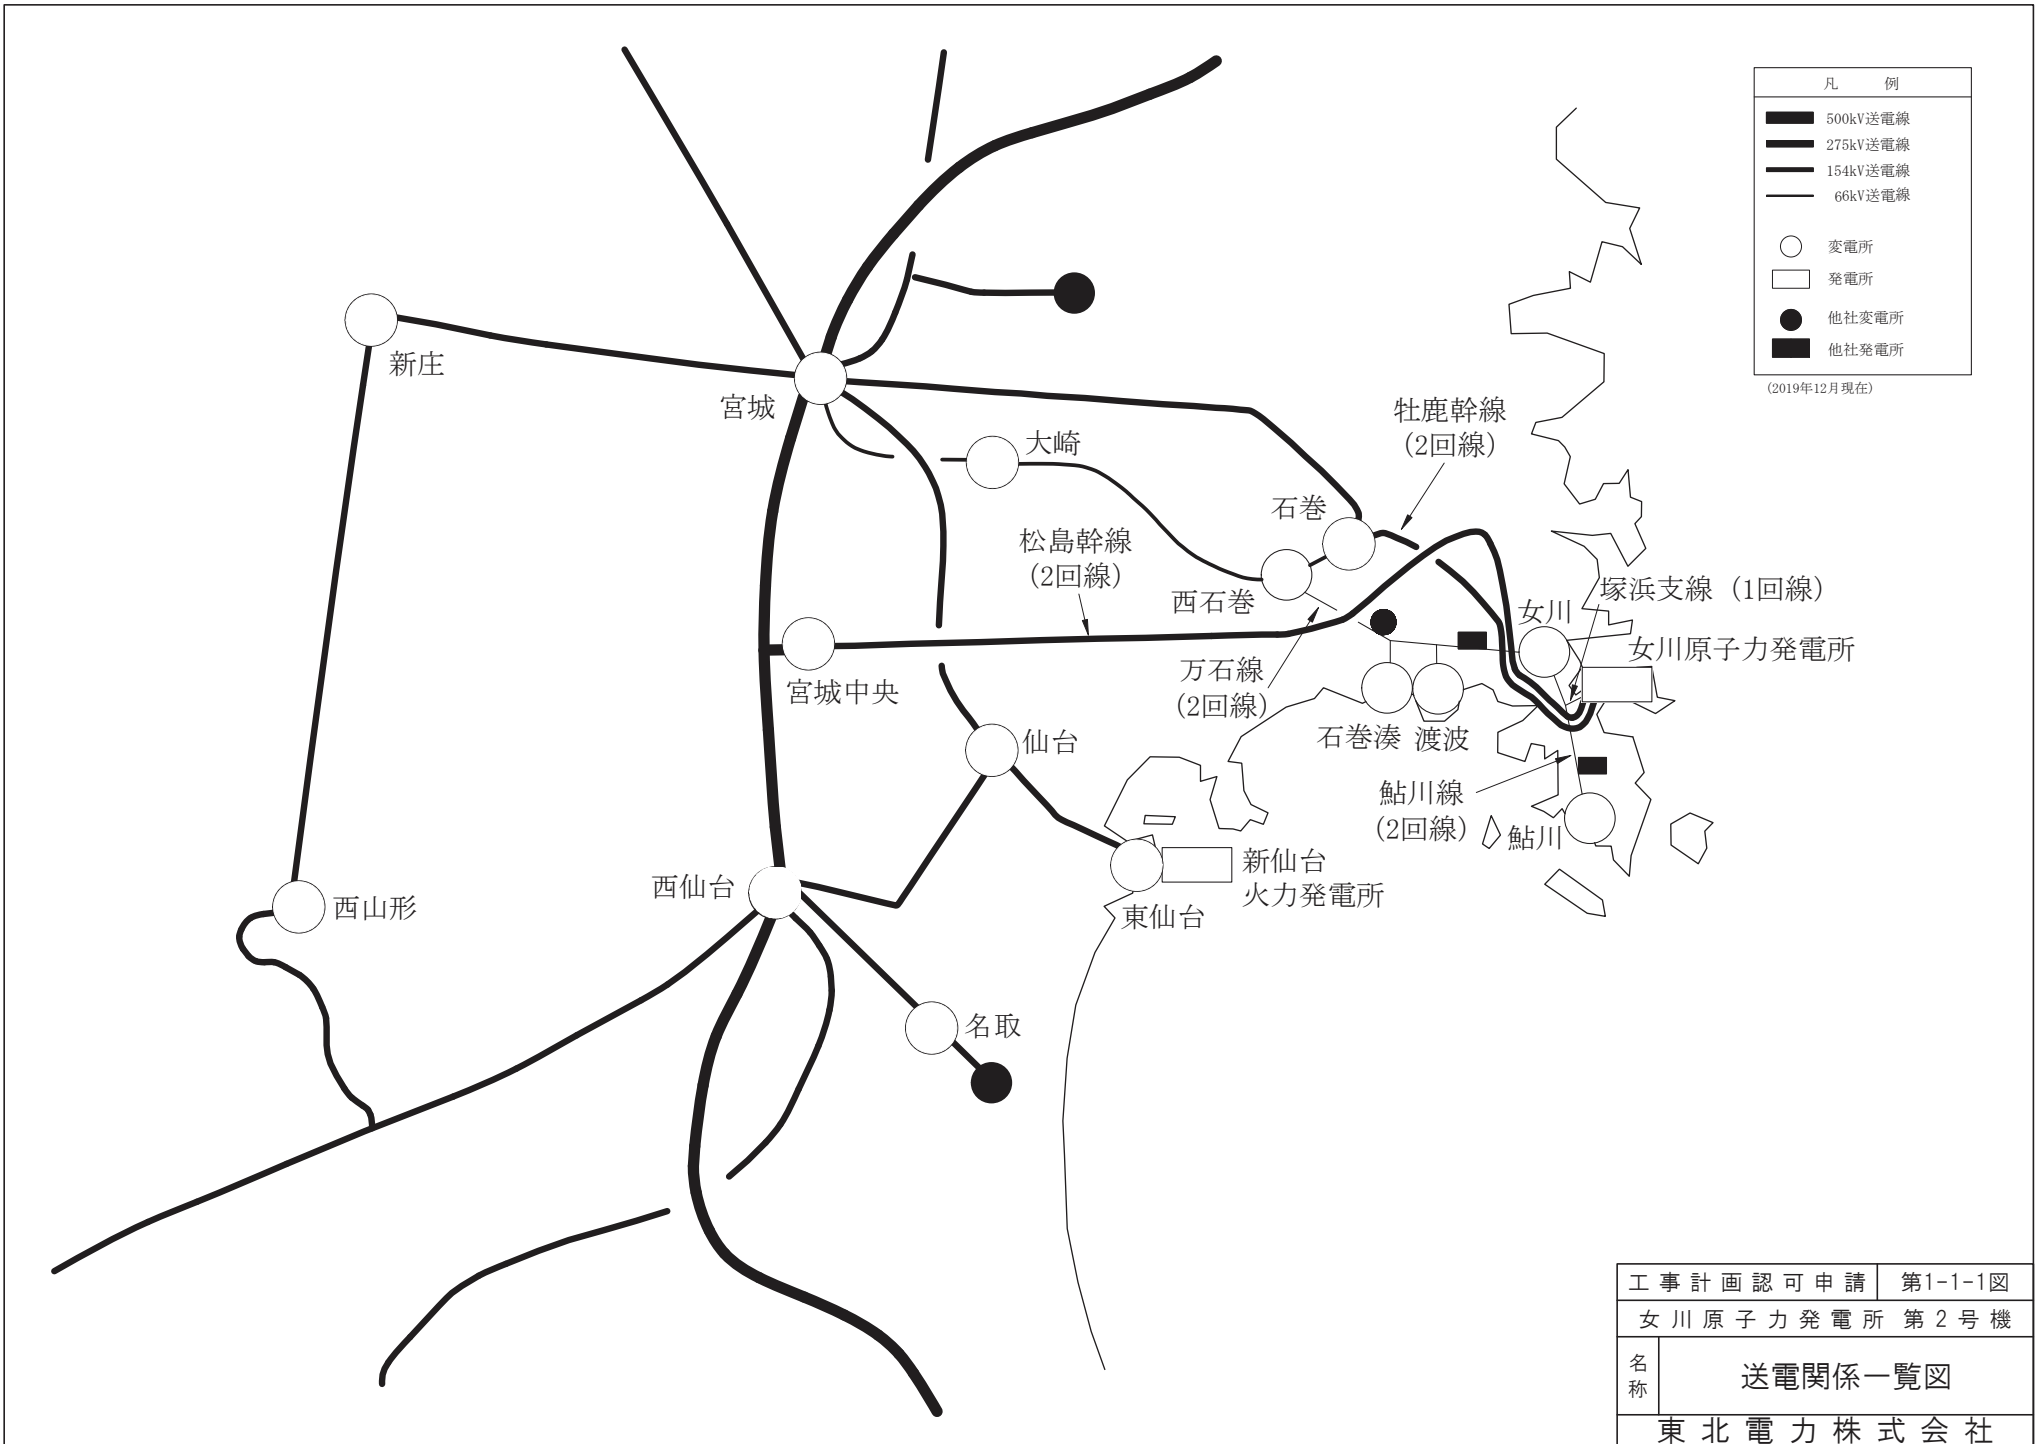 凡　例
500kV送電線
275kV送電線
154kV送電線
66kV送電線
変電所
発電所
他社変電所
他社発電所
(2019年12月現在)
新庄
宮城
大崎
牡鹿幹線
(2回線)
石巻
松島幹線
(2回線)
西石巻
塚浜支線 (1回線)
女川
女川原子力発電所
万石線
(2回線)
宮城中央
石巻湊
渡波
仙台
鮎川線
(2回線)
鮎川
新仙台
火力発電所
西仙台
西山形
東仙台
名取
工事計画認可申請
第1-1-1図
女川原子力発電所 第2号機
名称
送電関係一覧図
東北電力株式会社